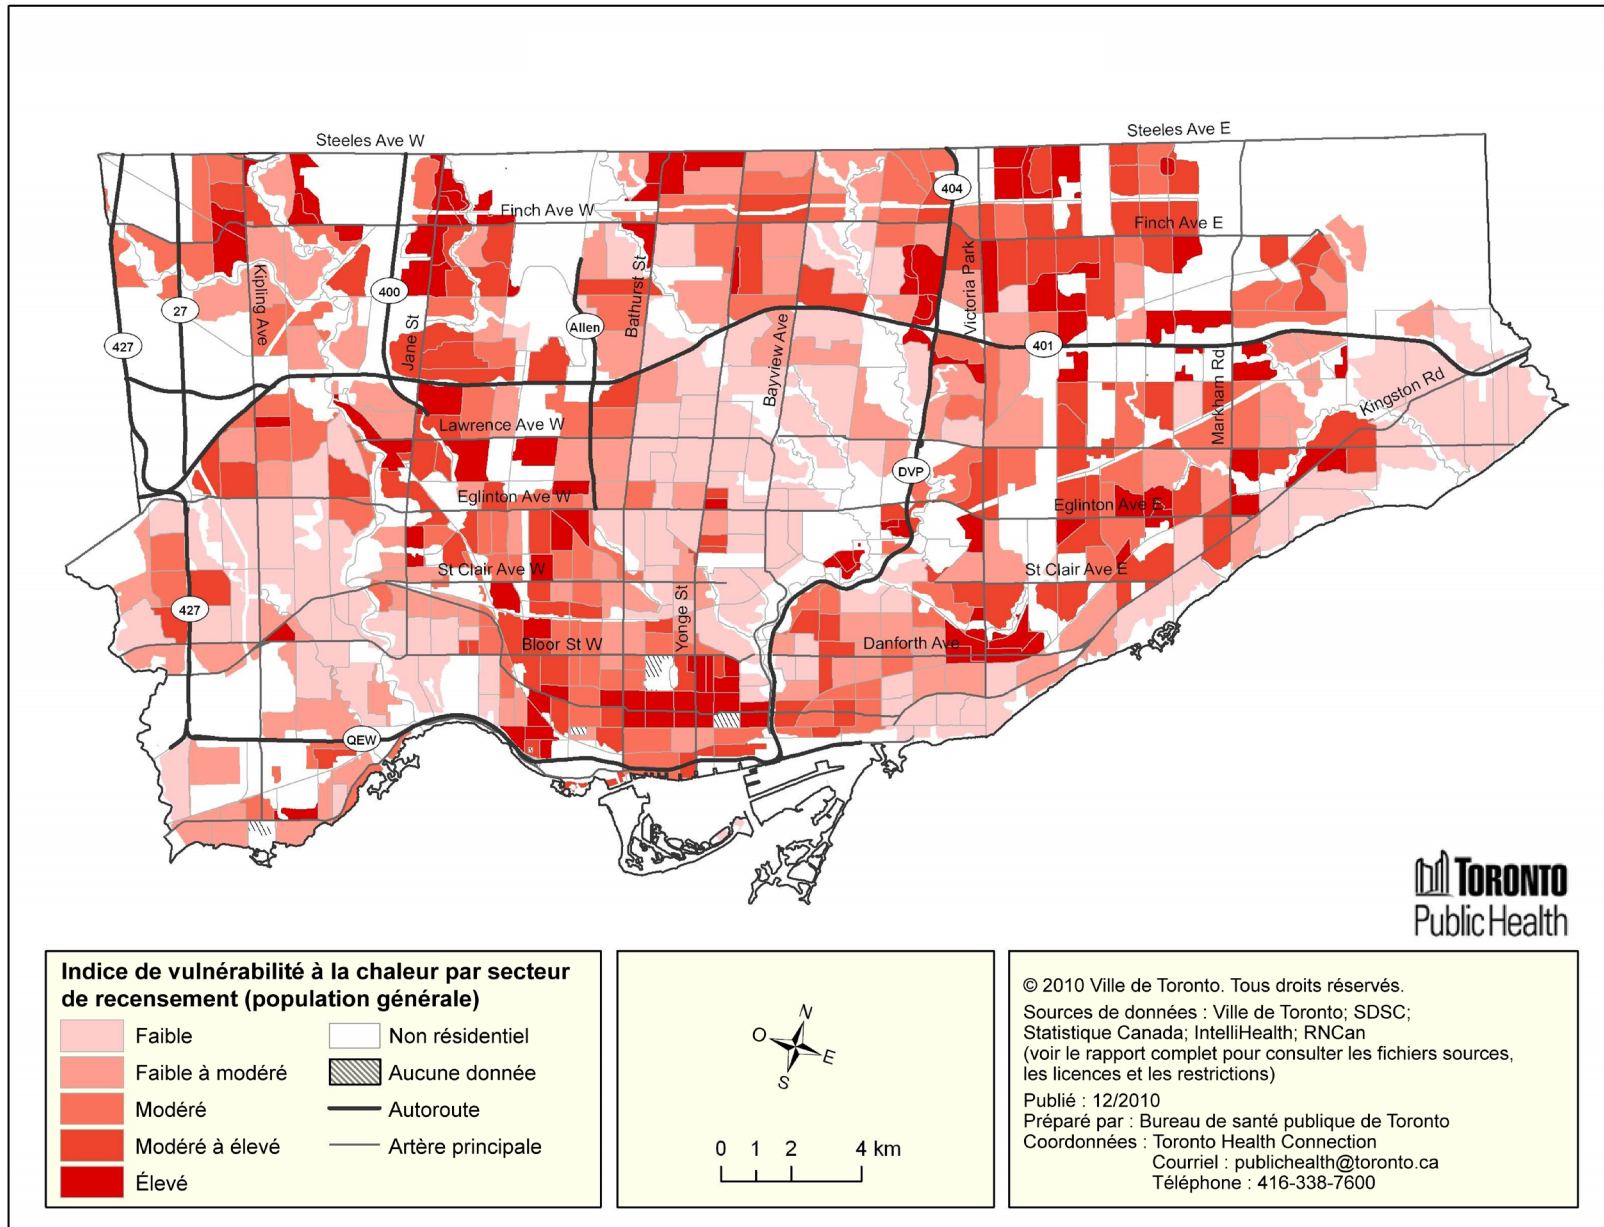 Steeles Ave W
Steeles Ave E
404
Finch Ave W
Finch Ave E
Kipling Ave
27
400
Jane St
Allen
Bathurst St
Bayview Ave
Victoria Park
427
401
Markham Rd
Kingston Rd
Lawrence Ave W
DVP
Eglinton Ave W
Eglinton Ave E
St Clair Ave W
St Clair Ave E
427
Yonge St
Bloor St W
Danforth Ave
QEW
TORONTO
Public Health
Indice de vulnérabilité à la chaleur par secteur
de recensement (population générale)
Faible
Faible à modéré
Modéré
Modéré à élevé
Élevé
Non résidentiel
Aucune donnée
Autoroute
Artère principale
N
O
E
S
0 1 2 4 km
© 2010 Ville de Toronto. Tous droits réservés.
Sources de données : Ville de Toronto; SDSC;
Statistique Canada; IntelliHealth; RNCan
(voir le rapport complet pour consulter les fichiers sources,
les licences et les restrictions)
Publié : 12/2010
Préparé par : Bureau de santé publique de Toronto
Coordonnées : Toronto Health Connection
Courriel : publichealth@toronto.ca
Téléphone : 416-338-7600